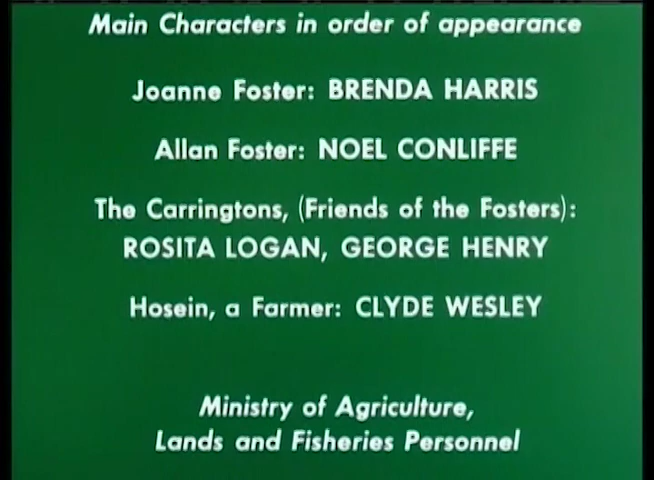 Main Characters in order of appearance
Joanne Foster: BRENDA HARRIS
Allan Foster: NOEL CONLIFFE
The Carringtons, (Friends of the Fosters):
ROSITA LOGAN, GEORGE HENRY
Hosein, a Farmer: CLYDE WESLEY
Ministry of Agriculture,
Lands and Fisheries Personnel